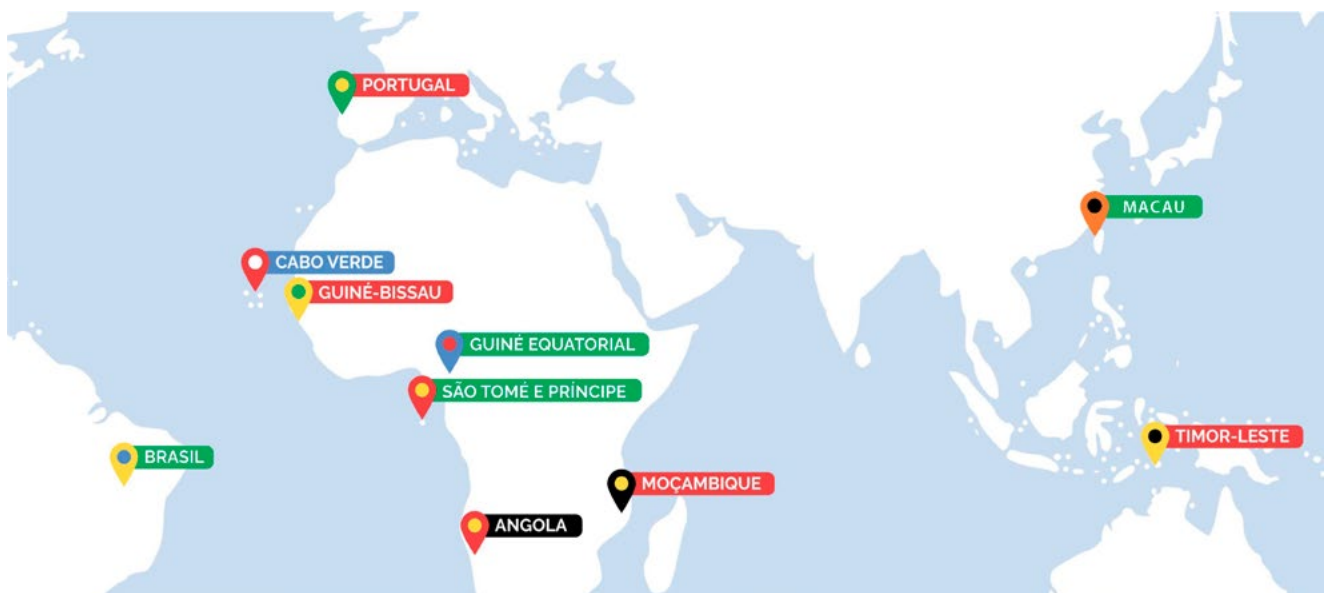 PORTUGAL
MACAU
CABO VERDE
GUINÉ-BISSAU
GUINÉ EQUATORIAL
SÃO TOMÉ E PRÍNCIPE
TIMOR-LESTE
BRASIL
MOÇAMBIQUE
ANGOLA